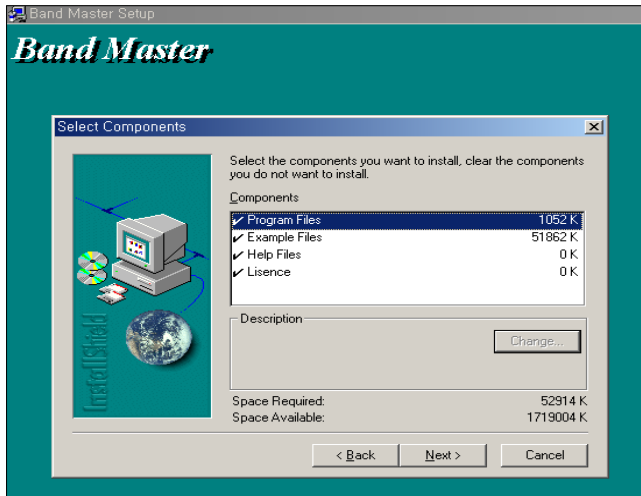 Band Master Setup
Band Master
Select Components
Select the components you want to install, clear the components
you do not want to install.
Components
Program Files 1052 K
Example Files 51862 K
Help Files 0 K
Lisence 0 K
Description
Change...
InstallShield
Space Required: 52914 K
Space Available: 1719004 K
< Back Next > Cancel